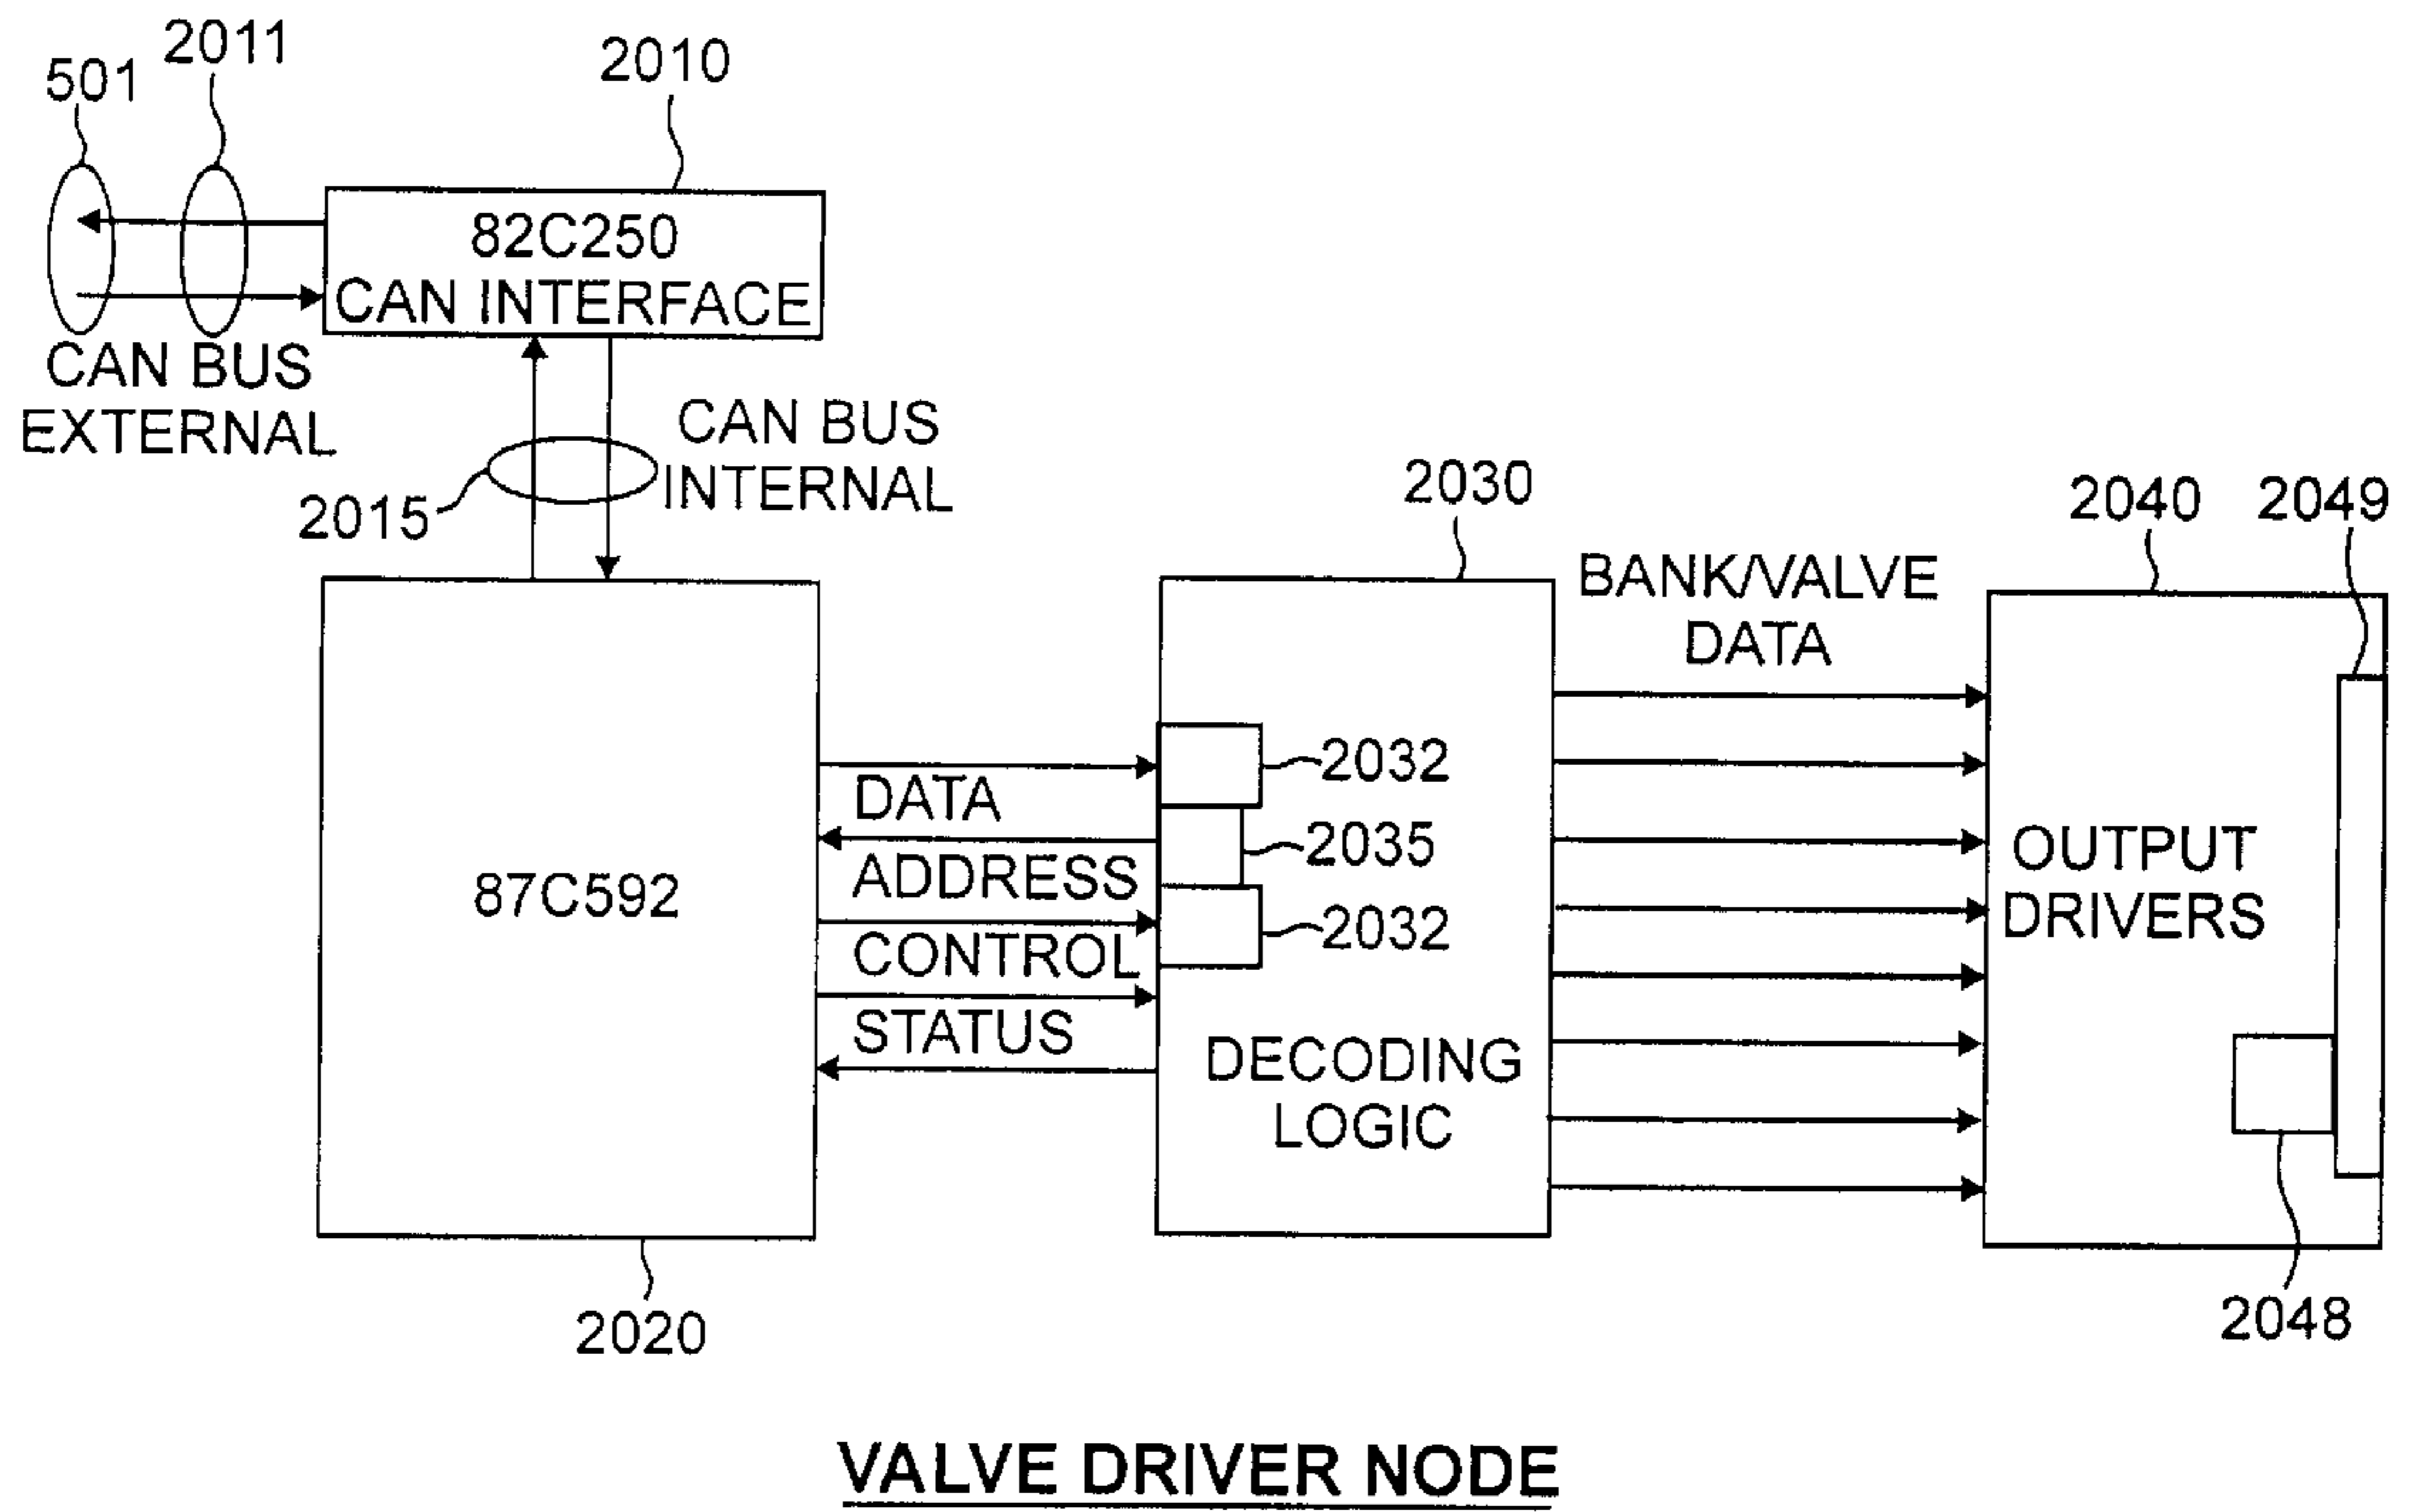 501
2011
2010
82C250
CAN INTERFACE
CAN BUS
EXTERNAL
CAN BUS
INTERNAL
2015
2030
2040
2049
BANK/VALVE
DATA
87C592
DATA
ADDRESS
CONTROL
STATUS
2032
2035
2032
DECODING
LOGIC
OUTPUT
DRIVERS
2020
2048
VALVE DRIVER NODE